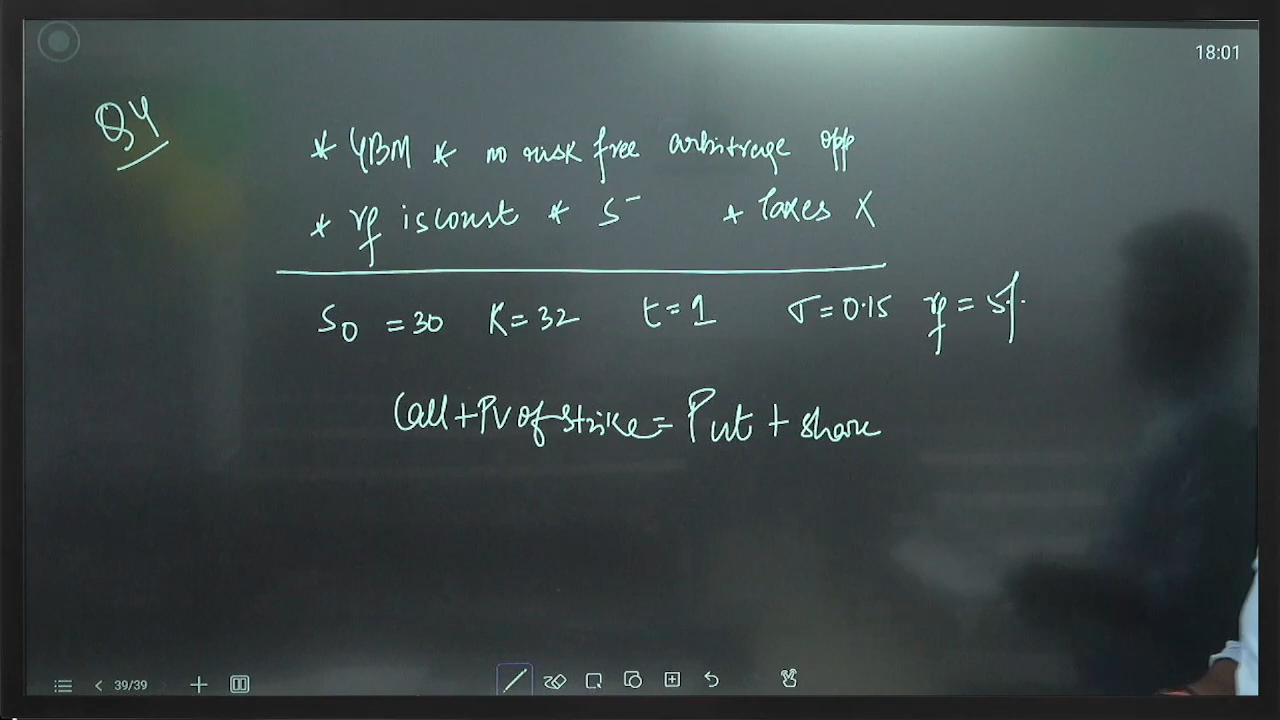 18:01
Q4
* GBM * no risk free arbitrage opp
* rf is const * S⁻ * Taxes X
S0 = 30 K = 32 t = 1 σ = 0.15 rf = 5%
Call + PV of strike = Put + share
39/39